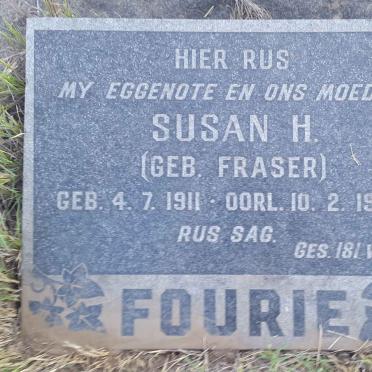 HIER RUS
MY EGGENOTE EN ONS MOED
SUSAN H.
(GEB. FRASER)
GEB. 4. 7. 1911 · OORL. 10. 2. 19
RUS SAG.
GES. 181 V
FOURIE